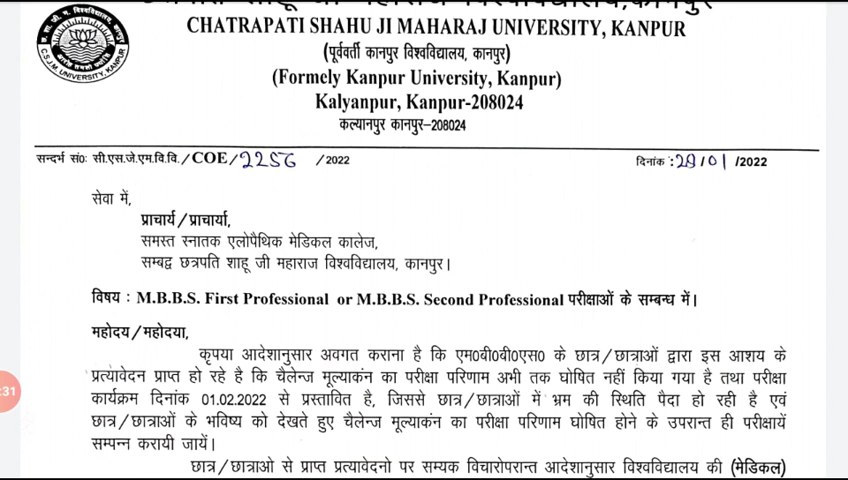 CHATRAPATI SHAHU JI MAHARAJ UNIVERSITY, KANPUR
(पूर्ववर्ती कानपुर विश्वविद्यालय, कानपुर)
(Formely Kanpur University, Kanpur)
Kalyanpur, Kanpur-208024
कल्यानपुर कानपुर–208024
C.S.J.M. UNIVERSITY, KANPUR
सन्दर्भ सं0: सी.एस.जे.एम.वि.वि./COE/2256 /2022
दिनांक :29/01 /2022
सेवा में,
प्राचार्य/प्राचार्या,
समस्त स्नातक एलोपैथिक मेडिकल कालेज,
सम्बद्व छत्रपति शाहू जी महाराज विश्वविद्यालय, कानपुर।
विषय : M.B.B.S. First Professional or M.B.B.S. Second Professional परीक्षाओं के सम्बन्ध में।
महोदय/महोदया,
कृपया आदेशानुसार अवगत कराना है कि एम0बी0बी0एस0 के छात्र/छात्राओं द्वारा इस आशय के
प्रत्यावेदन प्राप्त हो रहे है कि चैलेन्ज मूल्याकंन का परीक्षा परिणाम अभी तक घोषित नहीं किया गया है तथा परीक्षा
कार्यक्रम दिनांक 01.02.2022 से प्रस्तावित है, जिससे छात्र/छात्राओं में भ्रम की स्थिति पैदा हो रही है एवं
छात्र/छात्राओं के भविष्य को देखते हुए चैलेन्ज मूल्याकंन का परीक्षा परिणाम घोषित होने के उपरान्त ही परीक्षायें
सम्पन्न करायी जायें।
छात्र/छात्राओ से प्राप्त प्रत्यावेदनो पर सम्यक विचारोपरान्त आदेशानुसार विश्वविद्यालय की (मेडिकल)
:31